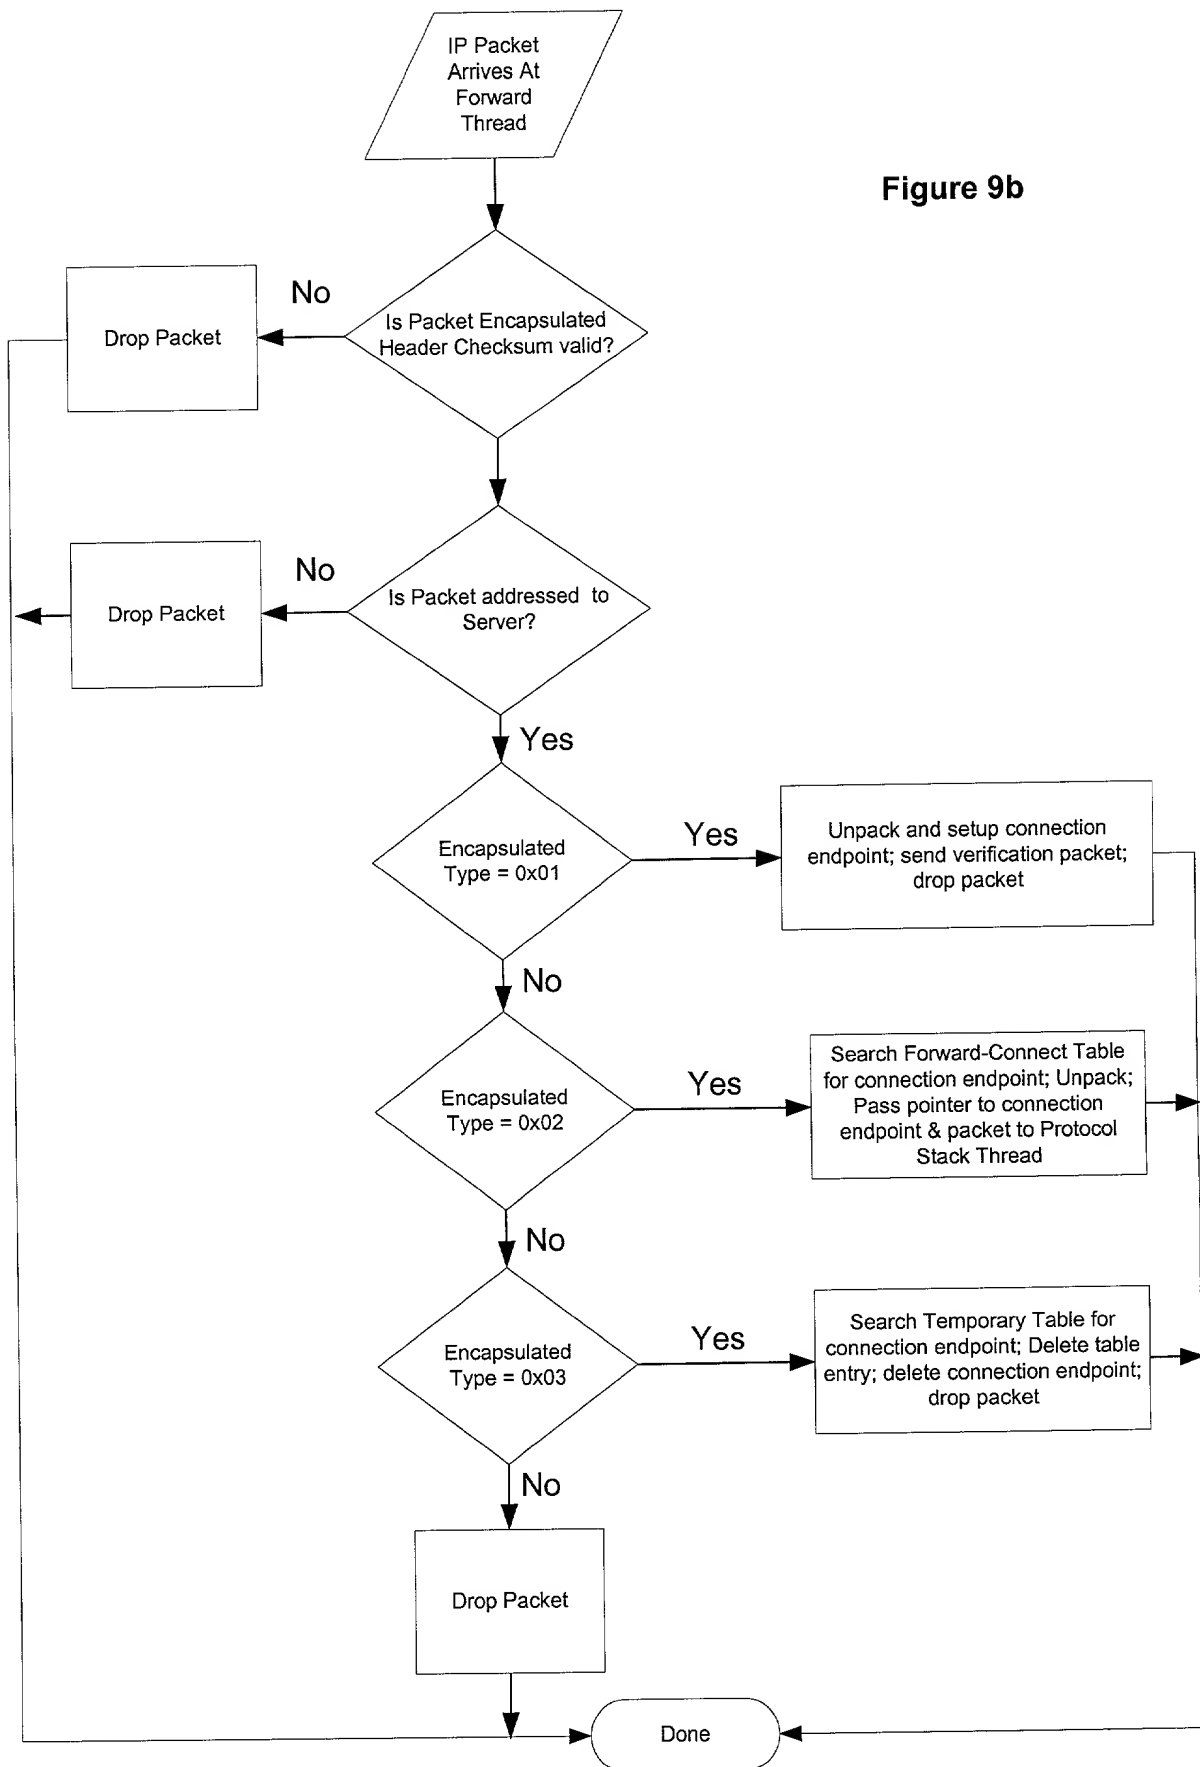 IP Packet
Arrives At
Forward
Thread
Figure 9b
No
Is Packet Encapsulated
Header Checksum valid?
Drop Packet
No
Is Packet addressed to
Server?
Drop Packet
Yes
Encapsulated
Type = 0x01
Yes
Unpack and setup connection
endpoint; send verification packet;
drop packet
No
Encapsulated
Type = 0x02
Yes
Search Forward-Connect Table
for connection endpoint; Unpack;
Pass pointer to connection
endpoint & packet to Protocol
Stack Thread
No
Encapsulated
Type = 0x03
Yes
Search Temporary Table for
connection endpoint; Delete table
entry; delete connection endpoint;
drop packet
No
Drop Packet
Done